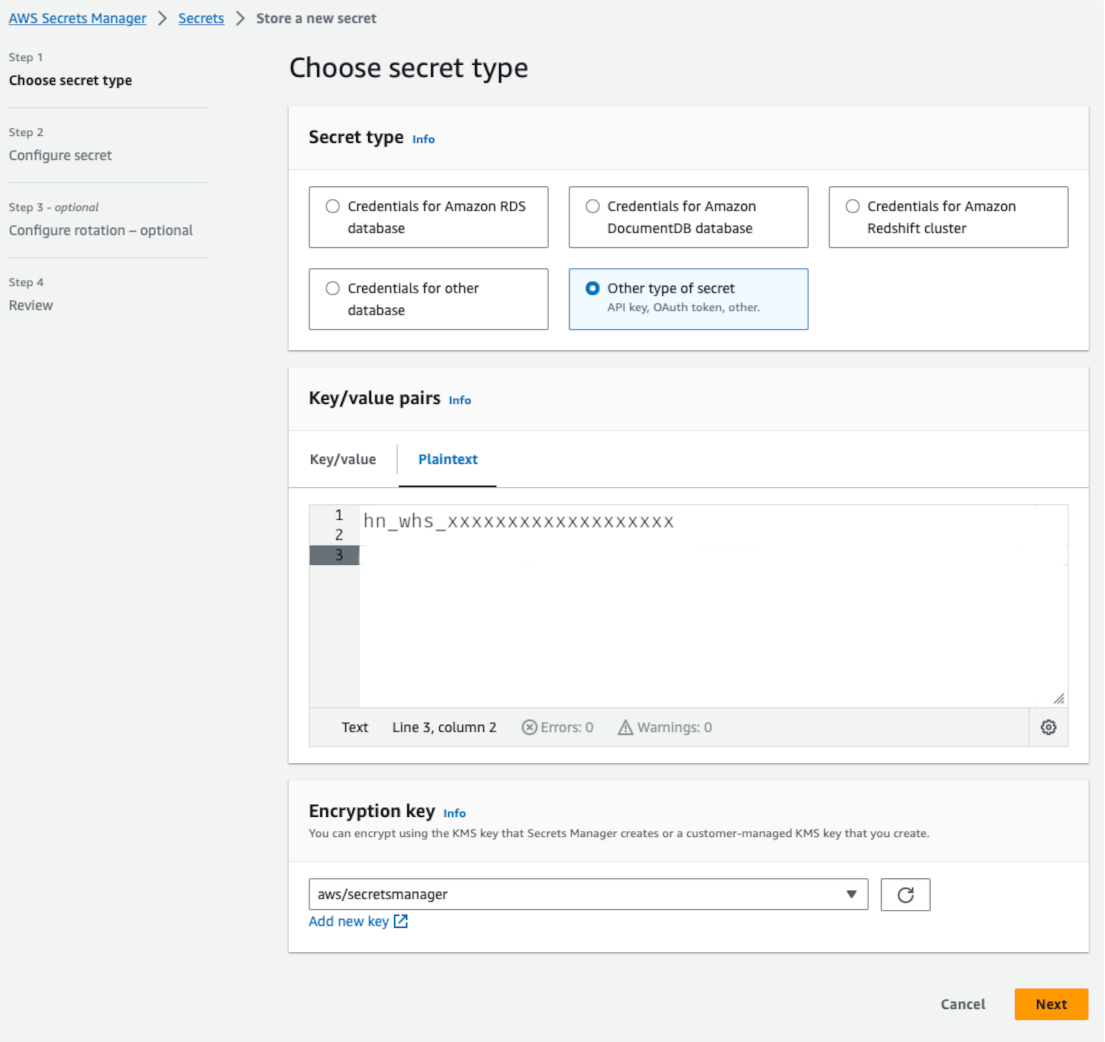 AWS Secrets Manager > Secrets > Store a new secret
Step 1
Choose secret type
Step 2
Configure secret
Step 3 - optional
Configure rotation – optional
Step 4
Review
Choose secret type
Secret type Info
Credentials for Amazon RDS
database
Credentials for Amazon
DocumentDB database
Credentials for Amazon
Redshift cluster
Credentials for other
database
Other type of secret
API key, OAuth token, other.
Key/value pairs Info
Key/value Plaintext
1 hn_whs_xxxxxxxxxxxxxxxxxxx
2
3
Text Line 3, column 2 Errors: 0 Warnings: 0
Encryption key Info
You can encrypt using the KMS key that Secrets Manager creates or a customer-managed KMS key that you create.
aws/secretsmanager
Add new key
Cancel Next